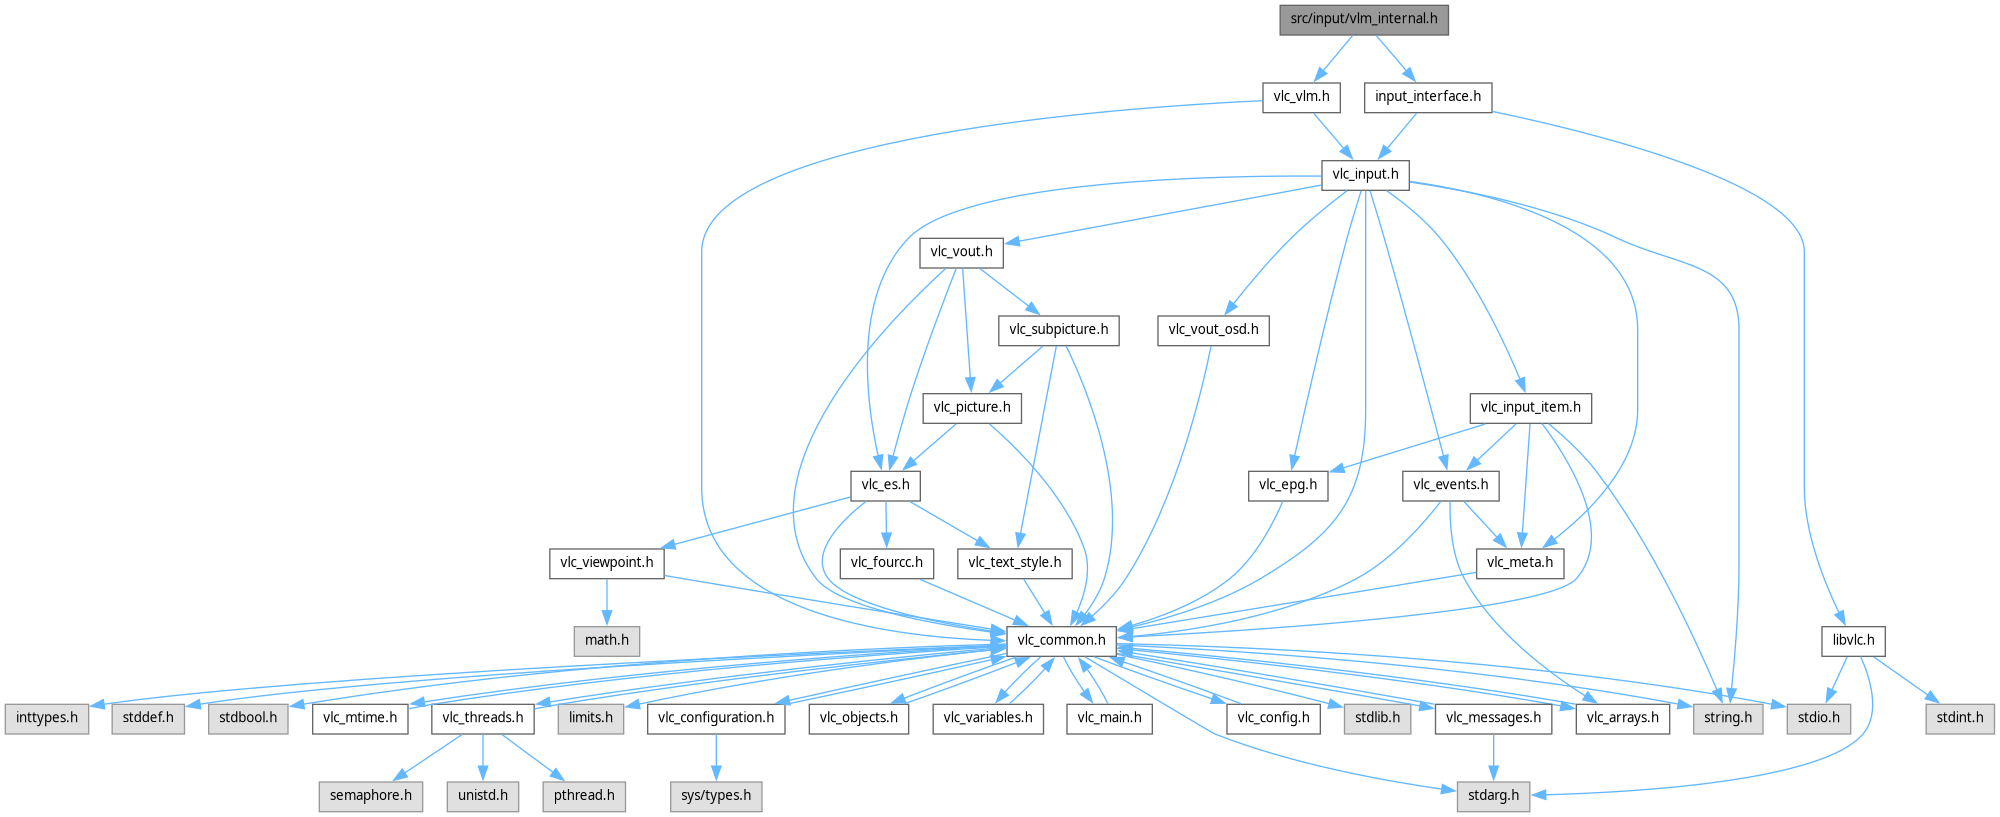 src/input/vlm_internal.h
vlc_vlm.h
input_interface.h
vlc_input.h
vlc_vout.h
vlc_subpicture.h
vlc_vout_osd.h
vlc_picture.h
vlc_input_item.h
vlc_es.h
vlc_epg.h
vlc_events.h
vlc_viewpoint.h
vlc_fourcc.h
vlc_text_style.h
vlc_meta.h
math.h
vlc_common.h
libvlc.h
inttypes.h
stddef.h
stdbool.h
vlc_mtime.h
vlc_threads.h
limits.h
vlc_configuration.h
vlc_objects.h
vlc_variables.h
vlc_main.h
vlc_config.h
stdlib.h
vlc_messages.h
vlc_arrays.h
string.h
stdio.h
stdint.h
semaphore.h
unistd.h
pthread.h
sys/types.h
stdarg.h